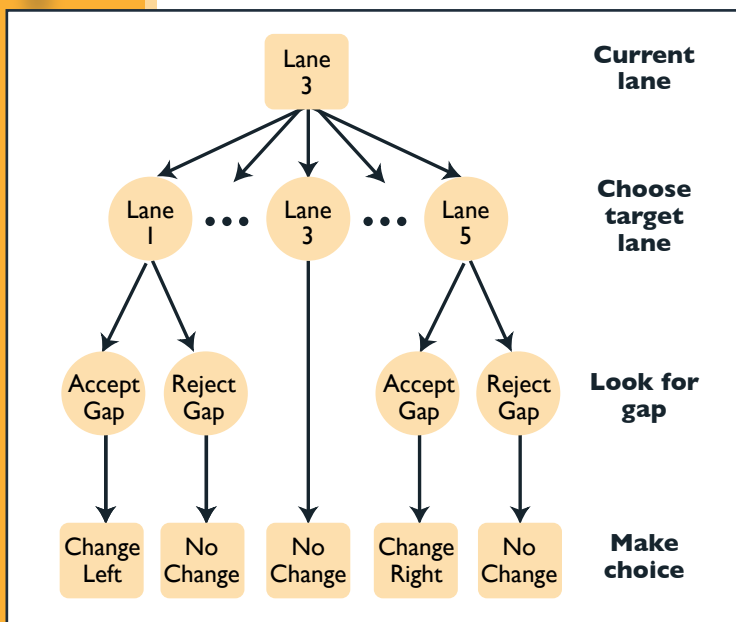 Lane
3
Current
lane
Lane
1
•••
Lane
3
•••
Lane
5
Choose
target
lane
Accept
Gap
Reject
Gap
Accept
Gap
Reject
Gap
Look for
gap
Change
Left
No
Change
No
Change
Change
Right
No
Change
Make
choice